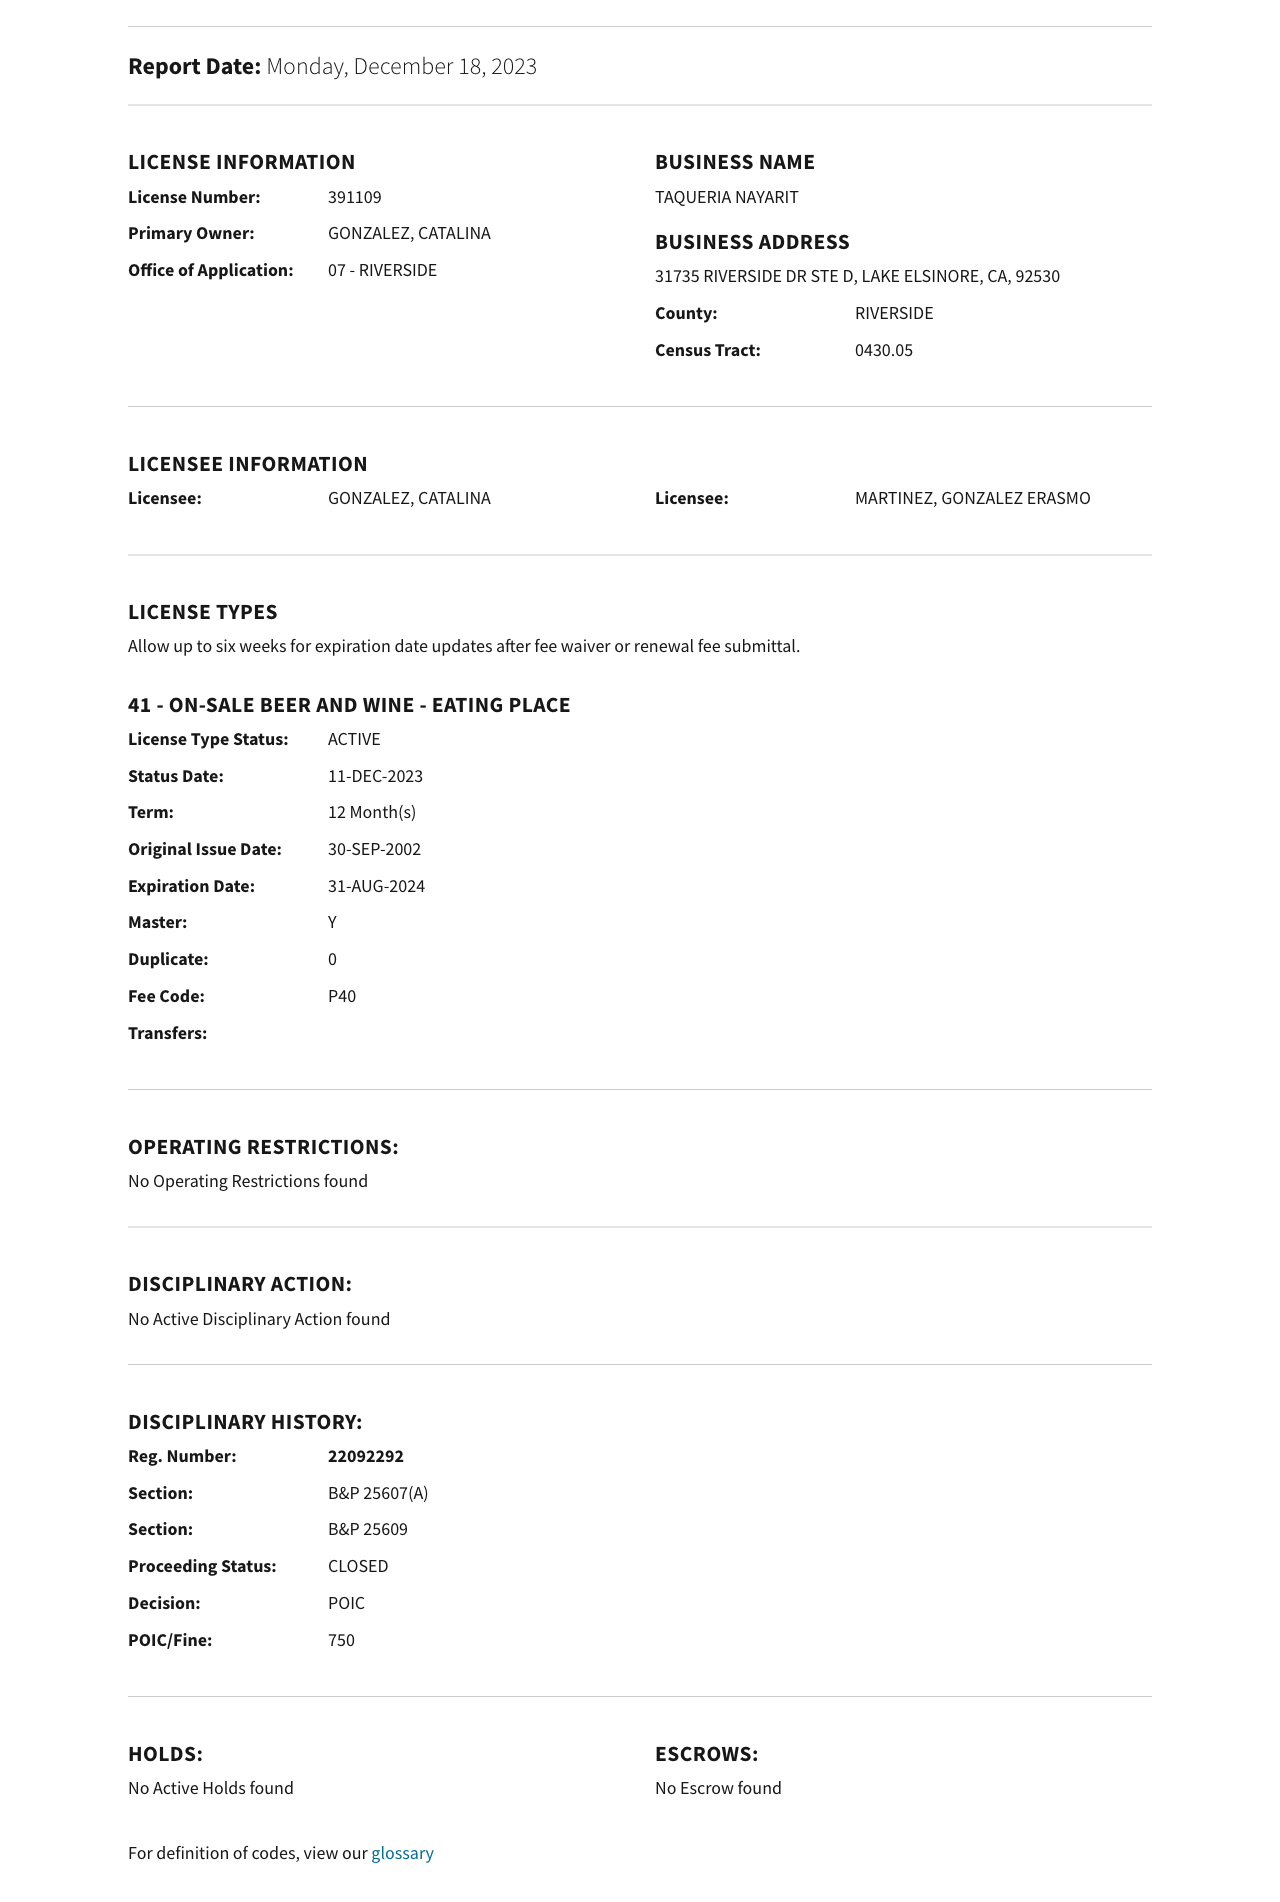 Report Date: Monday, December 18, 2023
LICENSE INFORMATION
License Number: 391109
Primary Owner: GONZALEZ, CATALINA
Office of Application: 07 - RIVERSIDE
BUSINESS NAME
TAQUERIA NAYARIT
BUSINESS ADDRESS
31735 RIVERSIDE DR STE D, LAKE ELSINORE, CA, 92530
County: RIVERSIDE
Census Tract: 0430.05
LICENSEE INFORMATION
Licensee: GONZALEZ, CATALINA Licensee: MARTINEZ, GONZALEZ ERASMO
LICENSE TYPES
Allow up to six weeks for expiration date updates after fee waiver or renewal fee submittal.
41 - ON-SALE BEER AND WINE - EATING PLACE
License Type Status: ACTIVE
Status Date: 11-DEC-2023
Term: 12 Month(s)
Original Issue Date: 30-SEP-2002
Expiration Date: 31-AUG-2024
Master: Y
Duplicate: 0
Fee Code: P40
Transfers:
OPERATING RESTRICTIONS:
No Operating Restrictions found
DISCIPLINARY ACTION:
No Active Disciplinary Action found
DISCIPLINARY HISTORY:
Reg. Number: 22092292
Section: B&P 25607(A)
Section: B&P 25609
Proceeding Status: CLOSED
Decision: POIC
POIC/Fine: 750
HOLDS:
No Active Holds found
ESCROWS:
No Escrow found
For definition of codes, view our glossary